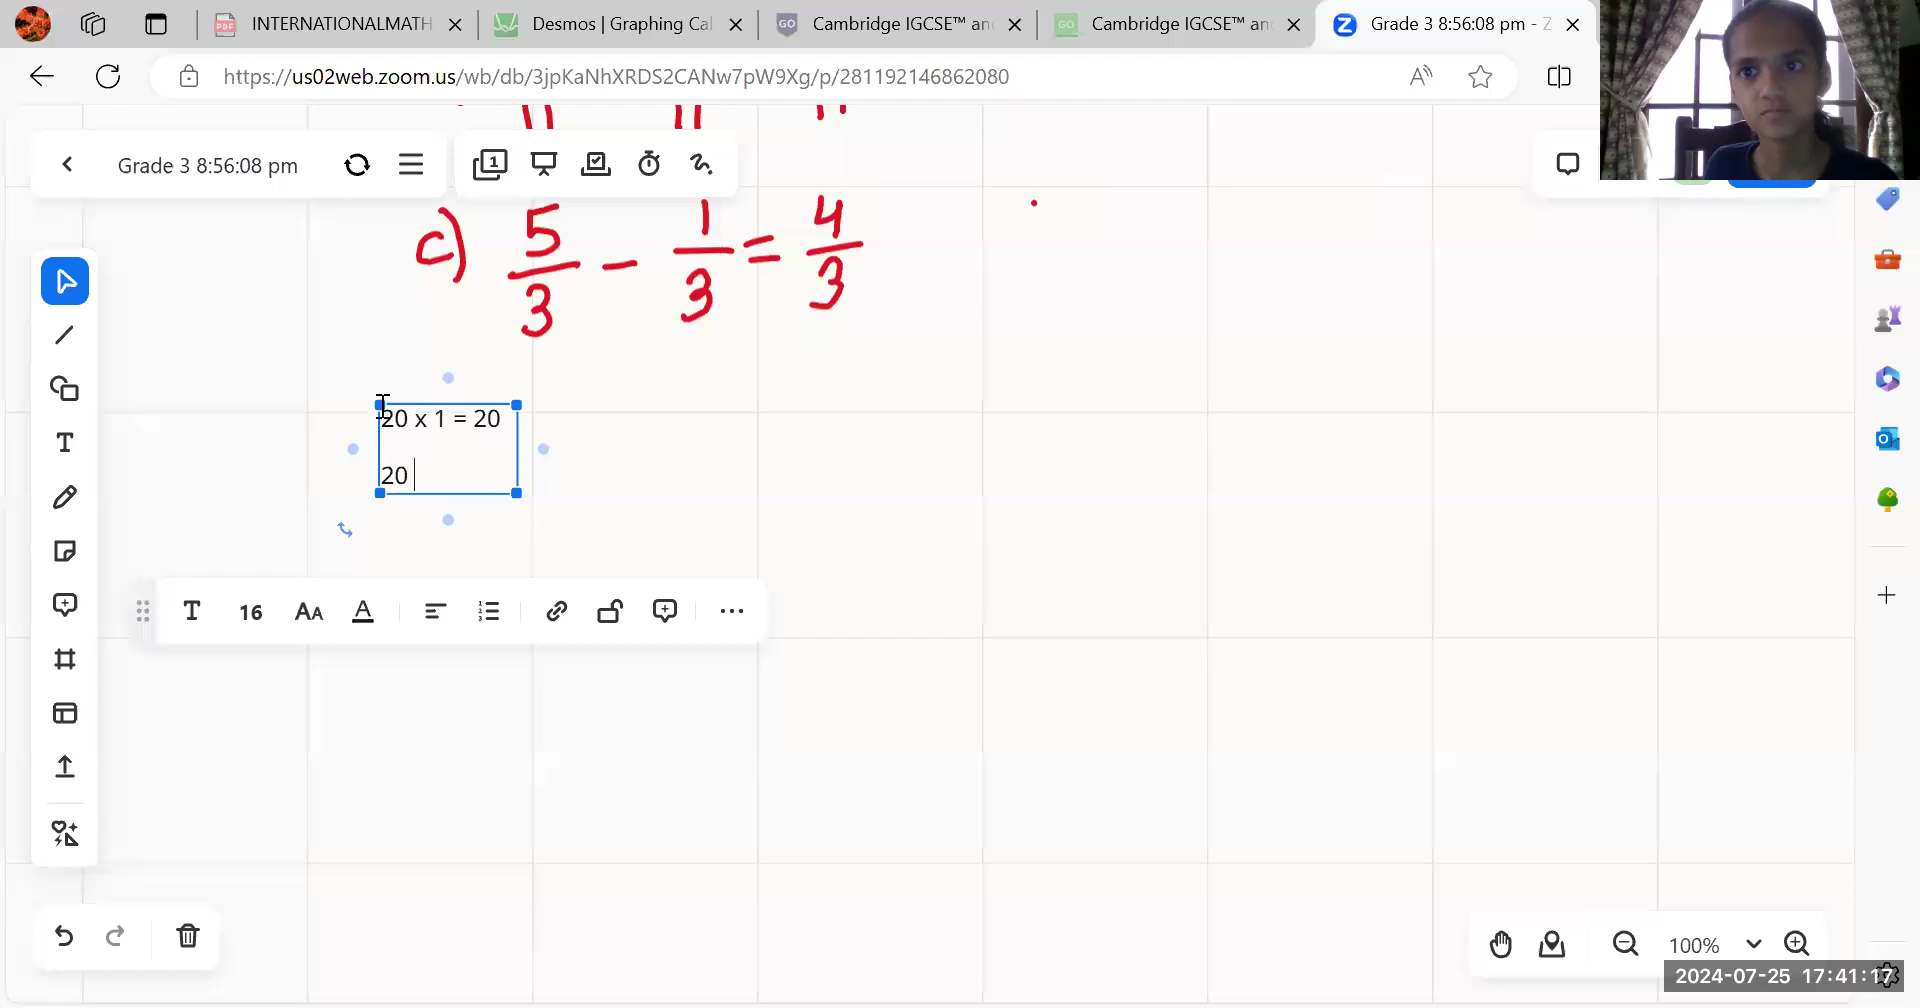 INTERNATIONALMATH
Desmos | Graphing Cal
Cambridge IGCSE™ an
Cambridge IGCSE™ and
Grade 3 8:56:08 pm - Z
https://us02web.zoom.us/wb/db/3jpKaNhXRDS2CANw7pW9Xg/p/281192146862080
Grade 3 8:56:08 pm
c) 5/3 - 1/3 = 4/3
20 x 1 = 20
20
16
100%
2024-07-25 17:41:17